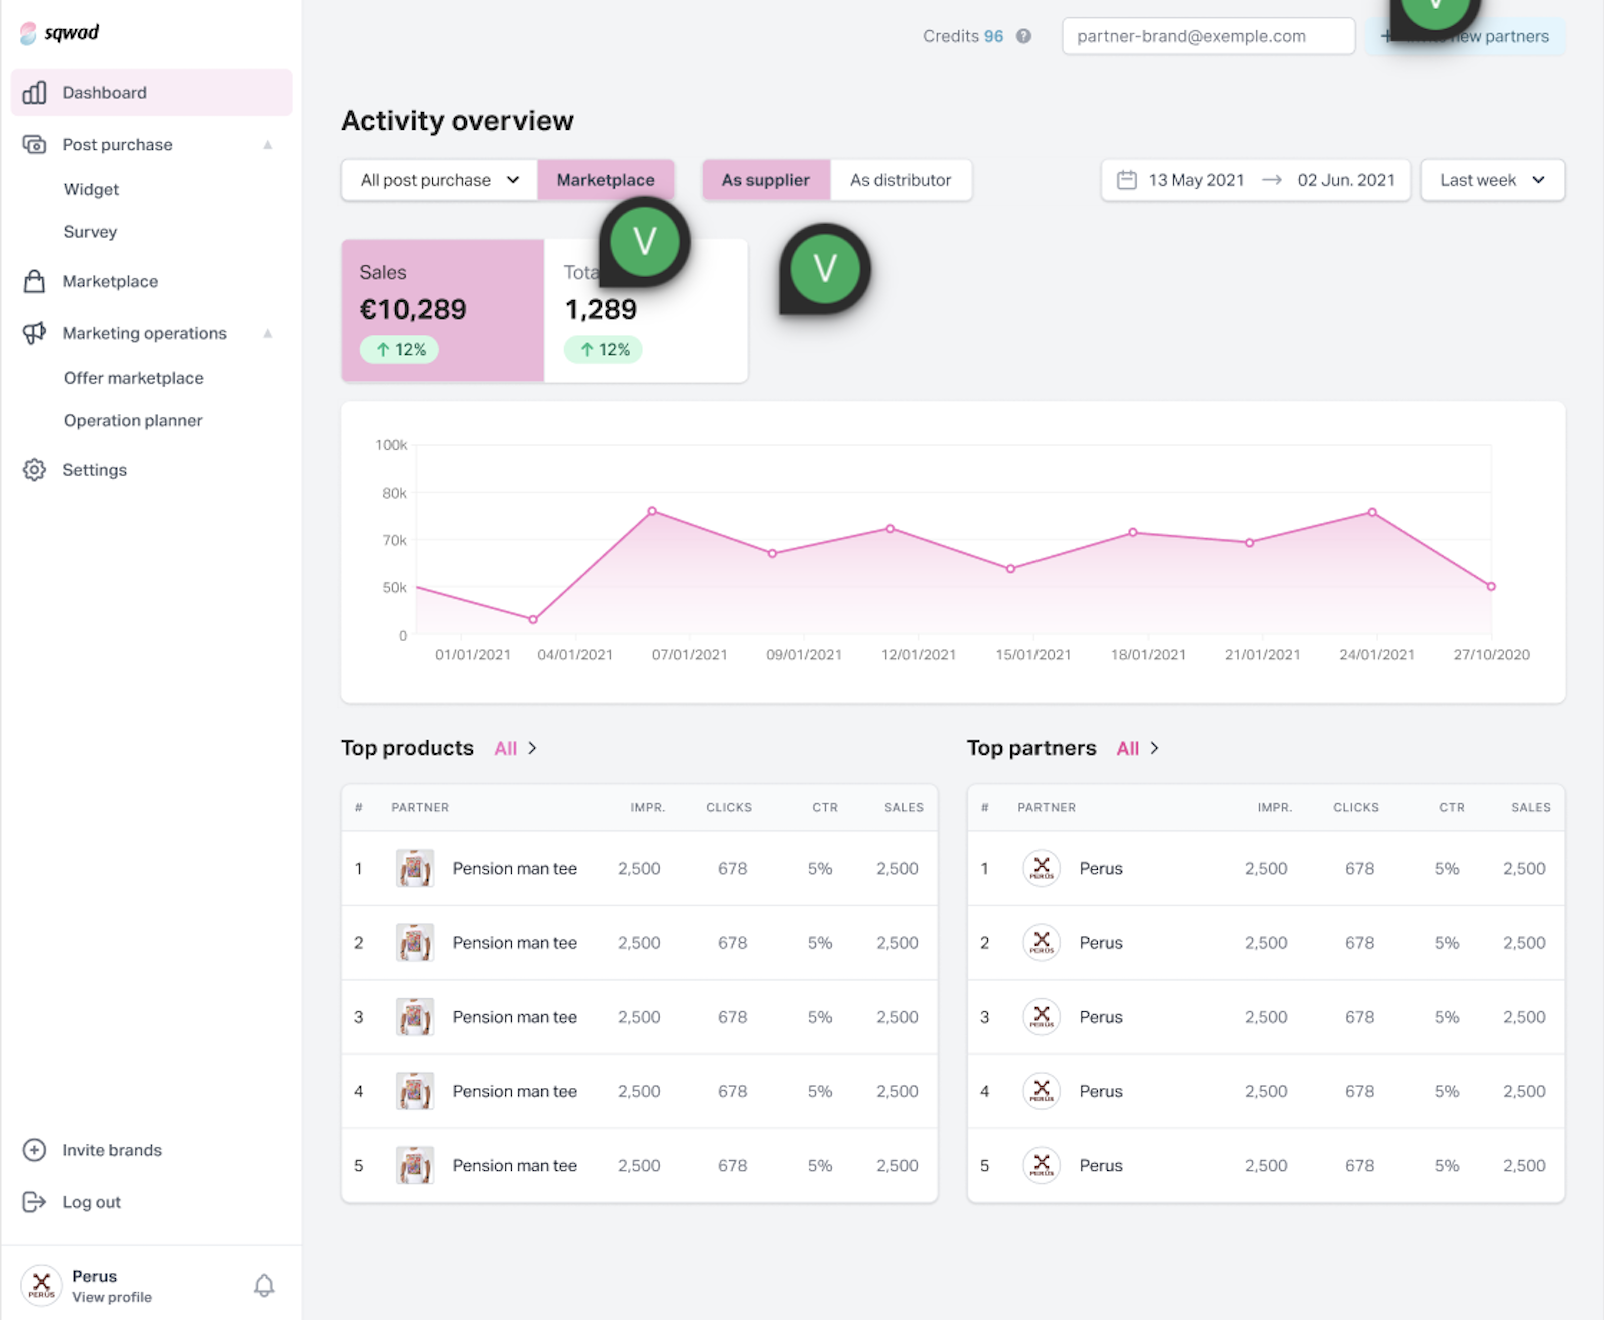 sqwad
Credits 96 ?
partner-brand@exemple.com
+ new partners
V
Dashboard
Post purchase
Widget
Survey
Marketplace
Marketing operations
Offer marketplace
Operation planner
Settings
Invite brands
Log out
Perus
View profile
PERUS
Activity overview
All post purchase
Marketplace
As supplier
As distributor
13 May 2021 → 02 Jun. 2021
Last week
V
V
Sales
€10,289
↑ 12%
1,289
↑ 12%
100k
80k
70k
50k
0
01/01/2021 04/01/2021 07/01/2021 09/01/2021 12/01/2021 15/01/2021 18/01/2021 21/01/2021 24/01/2021 27/10/2020
Top products All >
# PARTNER IMPR. CLICKS CTR SALES
1 Pension man tee 2,500 678 5% 2,500
2 Pension man tee 2,500 678 5% 2,500
3 Pension man tee 2,500 678 5% 2,500
4 Pension man tee 2,500 678 5% 2,500
5 Pension man tee 2,500 678 5% 2,500
Top partners All >
# PARTNER IMPR. CLICKS CTR SALES
1 PERUS Perus 2,500 678 5% 2,500
2 PERUS Perus 2,500 678 5% 2,500
3 PERUS Perus 2,500 678 5% 2,500
4 PERUS Perus 2,500 678 5% 2,500
5 PERUS Perus 2,500 678 5% 2,500